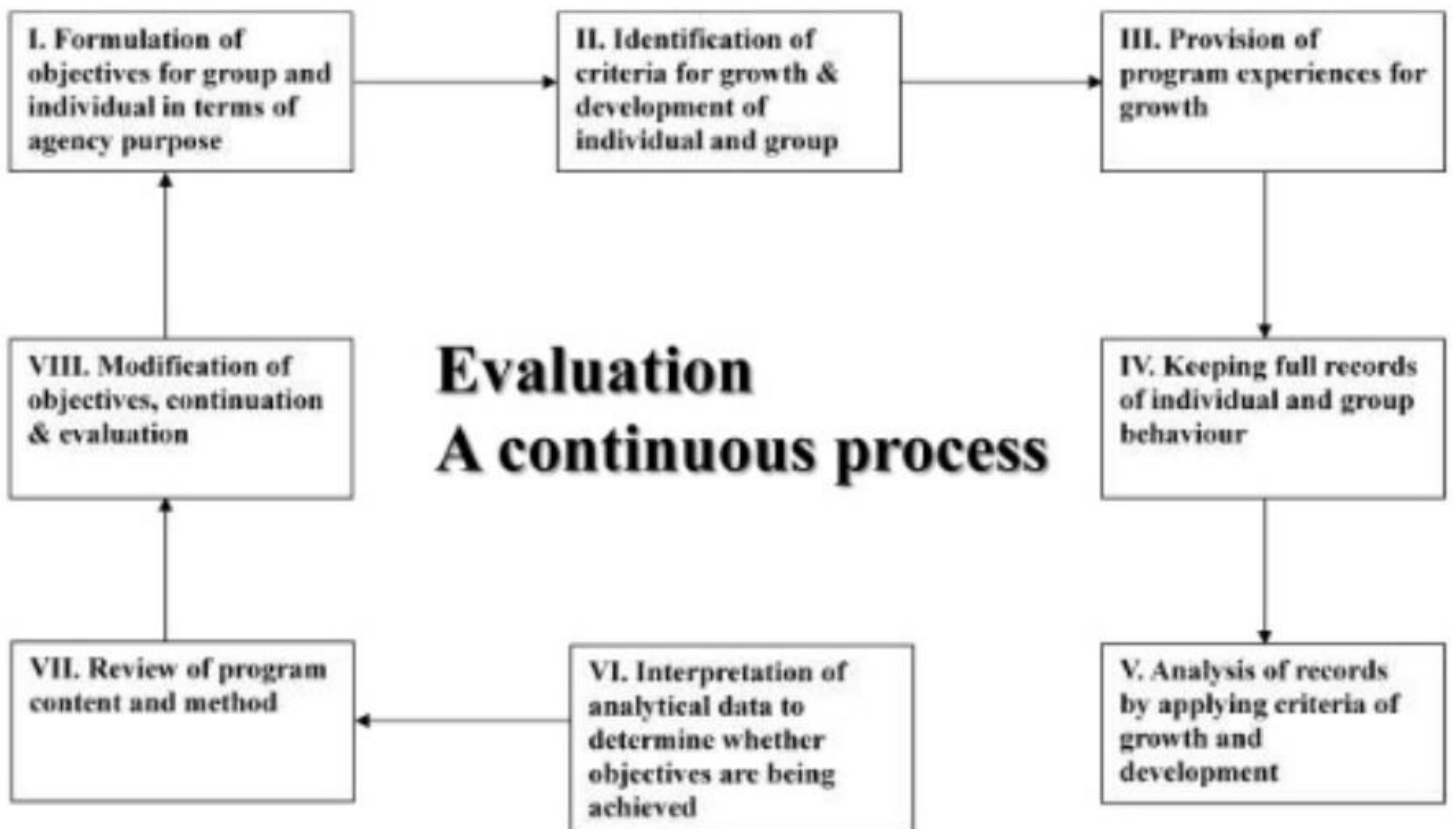 I. Formulation of
objectives for group and
individual in terms of
agency purpose
II. Identification of
criteria for growth &
development of
individual and group
III. Provision of
program experiences for
growth
VIII. Modification of
objectives, continuation
& evaluation
Evaluation
A continuous process
IV. Keeping full records
of individual and group
behaviour
VII. Review of program
content and method
VI. Interpretation of
analytical data to
determine whether
objectives are being
achieved
V. Analysis of records
by applying criteria of
growth and
development